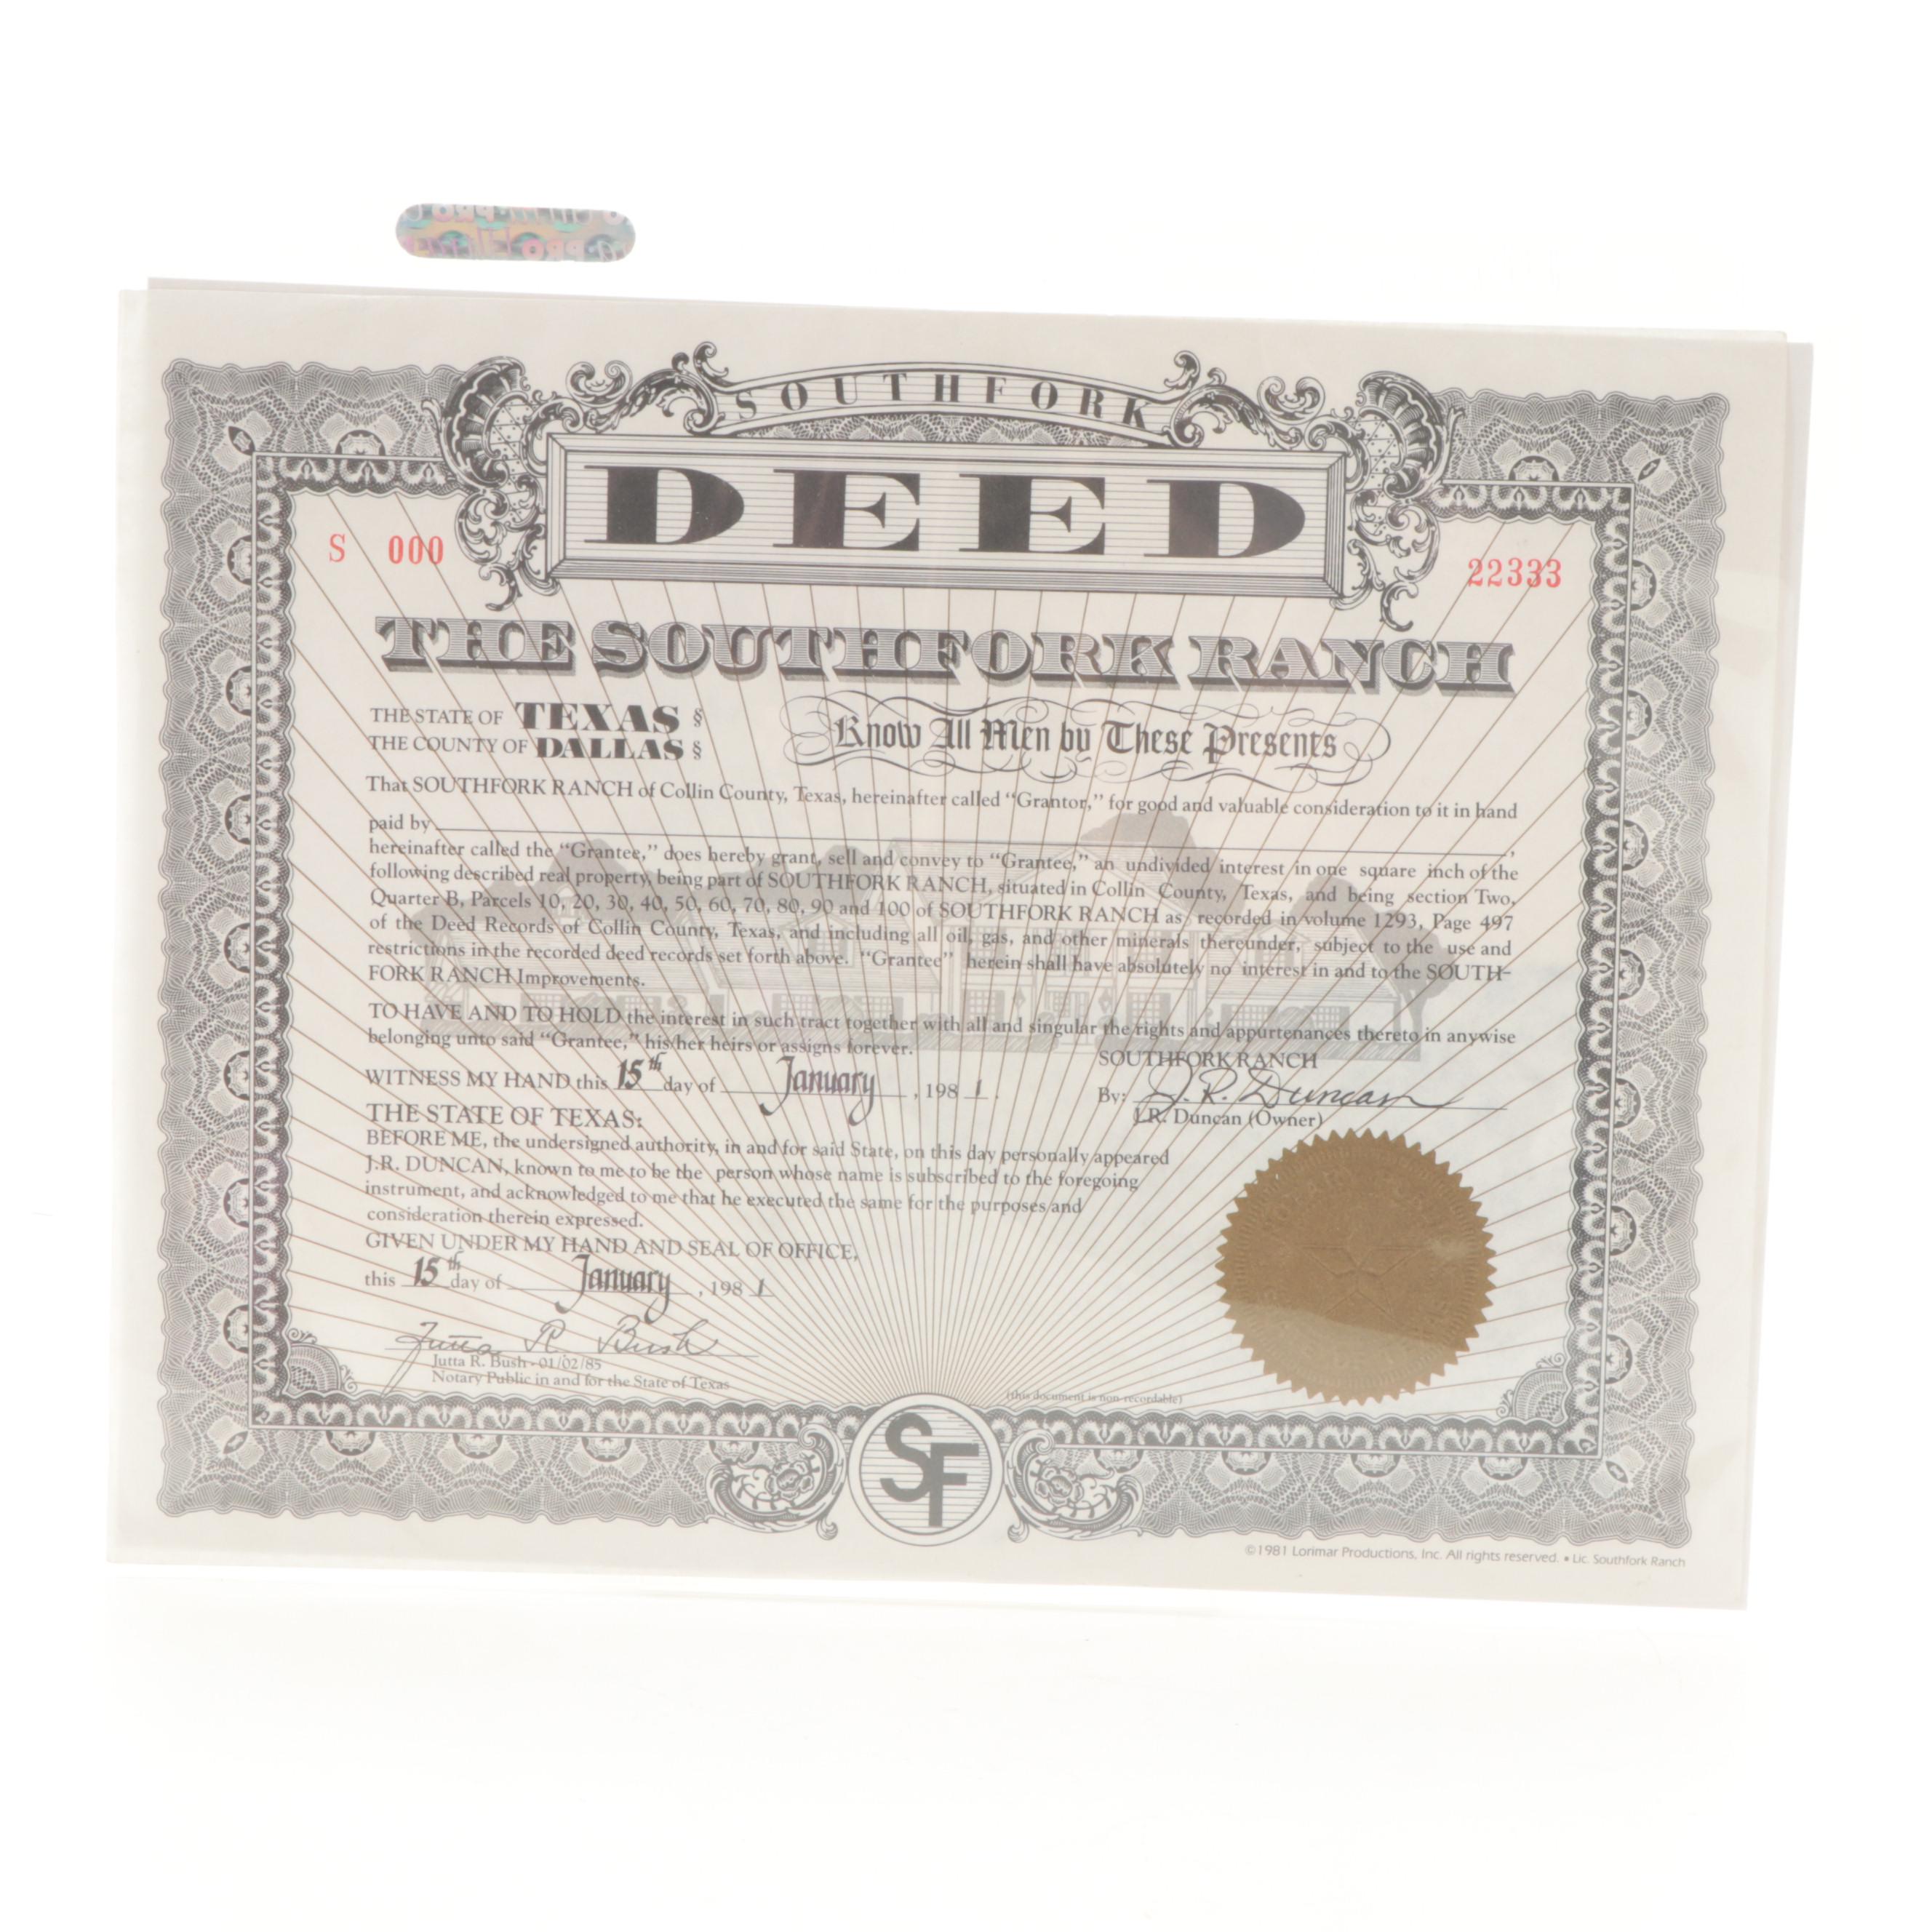 SOUTHFORK
DEED
S 000
22333
THE SOUTHFORK RANCH
THE STATE OF TEXAS §
THE COUNTY OF DALLAS §
Know All Men by These Presents
That SOUTHFORK RANCH of Collin County, Texas, hereinafter called “Grantor,” for good and valuable consideration to it in hand
paid by ,
hereinafter called the “Grantee,” does hereby grant, sell and convey to “Grantee,” an undivided interest in one square inch of the
following described real property, being part of SOUTHFORK RANCH, situated in Collin County, Texas, and being section Two,
Quarter B, Parcels 10, 20, 30, 40, 50, 60, 70, 80, 90 and 100 of SOUTHFORK RANCH as recorded in volume 1293, Page 497
of the Deed Records of Collin County, Texas, and including all oil, gas, and other minerals thereunder, subject to the use and
restrictions in the recorded deed records set forth above. “Grantee” herein shall have absolutely no interest in and to the SOUTH-
FORK RANCH Improvements.
TO HAVE AND TO HOLD the interest in such tract together with all and singular the rights and appurtenances thereto in anywise
belonging unto said “Grantee,” his/her heirs or assigns forever.
WITNESS MY HAND this 15th day of January, 1981.
SOUTHFORK RANCH
By: J.R. Duncan
J.R. Duncan (Owner)
THE STATE OF TEXAS:
BEFORE ME, the undersigned authority, in and for said State, on this day personally appeared
J.R. DUNCAN, known to me to be the person whose name is subscribed to the foregoing
instrument, and acknowledged to me that he executed the same for the purposes and
consideration therein expressed.
GIVEN UNDER MY HAND AND SEAL OF OFFICE,
this 15th day of January, 1981
Jutta R Bush
Jutta R. Bush - 01/02/85
Notary Public in and for the State of Texas
(this document is non-recordable)
SF
©1981 Lorimar Productions, Inc. All rights reserved. • Lic. Southfork Ranch